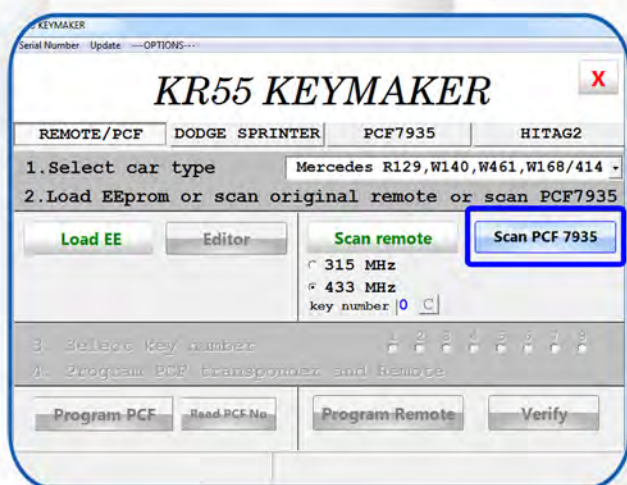 KEYMAKER
Serial Number Update ---OPTIONS---
KR55 KEYMAKER
X
REMOTE/PCF DODGE SPRINTER PCF7935 HITAG2
1.Select car type Mercedes R129,W140,W461,W168/414
2.Load EEprom or scan original remote or scan PCF7935
Load EE Editor Scan remote Scan PCF 7935
315 MHz
433 MHz
key number 0 C
3. Select key number 1 2 3 4 5 6 7 8
4. Program PCF transponder and Remote
Program PCF Read PCF No Program Remote Verify